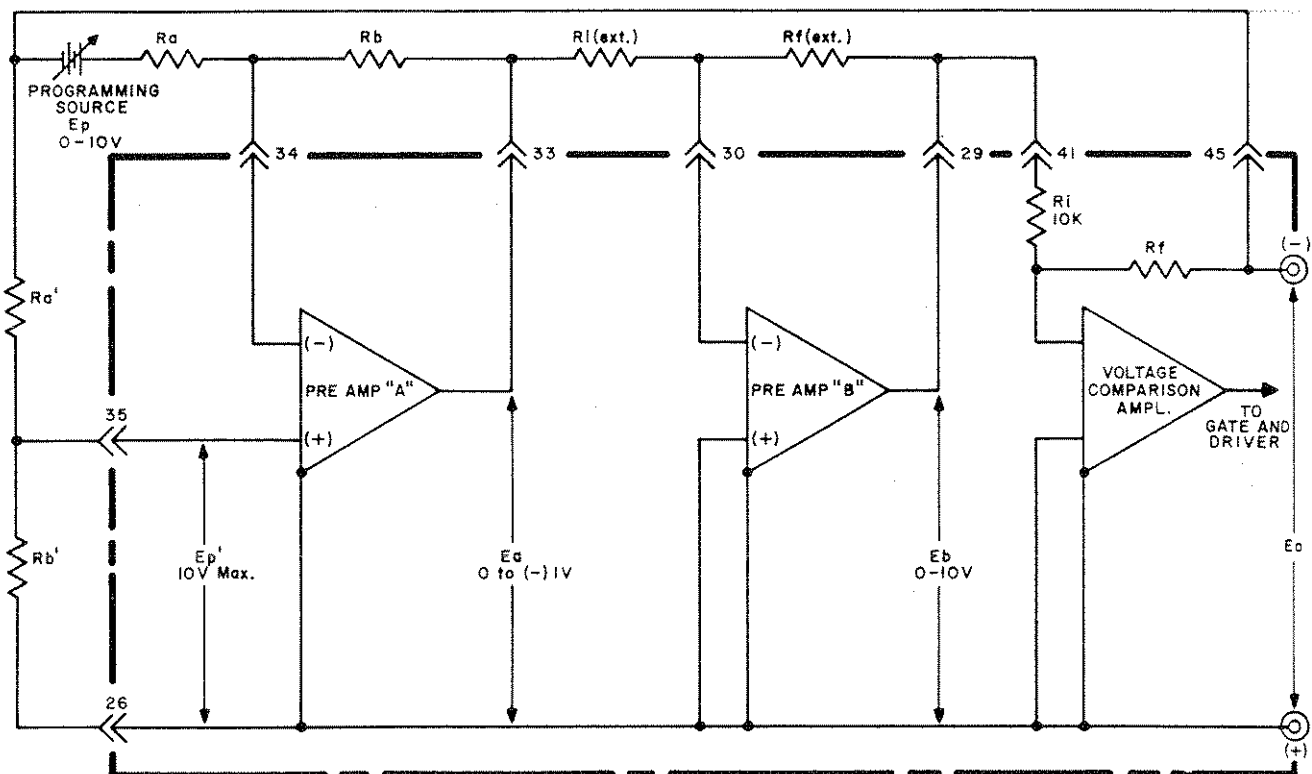 Ra
Rb
Ri(ext.)
Rf(ext.)
PROGRAMMING
SOURCE
Ep
0-10V
34
33
30
29
41
45
Ri
10K
Rf
(-)
Ra'
(-)
PRE AMP "A"
(+)
(-)
PRE AMP "B"
(+)
VOLTAGE
COMPARISON
AMPL.
TO
GATE AND
DRIVER
35
Rb'
Ep'
10V Max.
Ea
0 to (-) 1V
Eb
0-10V
Eo
26
(+)